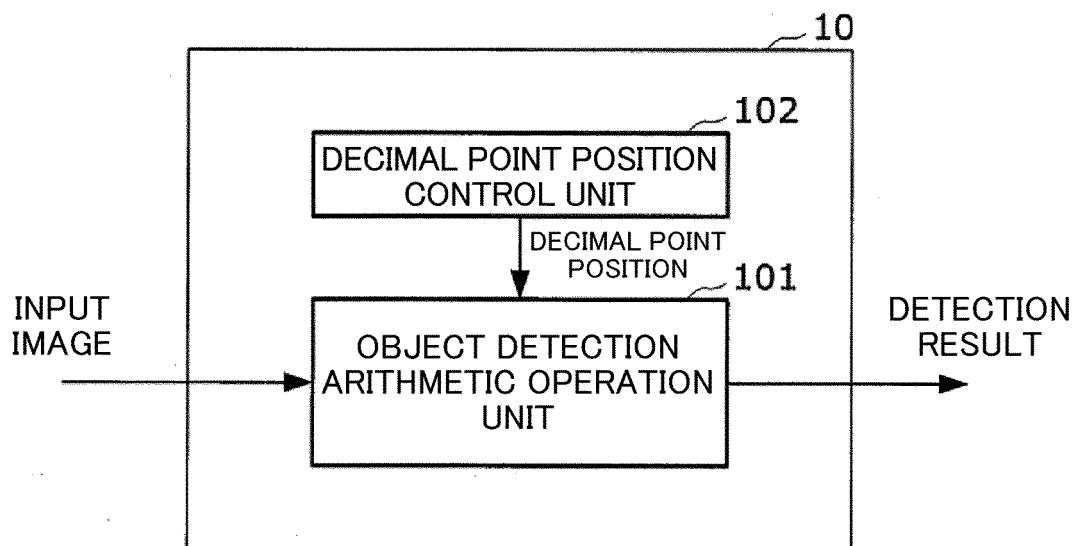 10
102
DECIMAL POINT POSITION
CONTROL UNIT
DECIMAL POINT
POSITION
101
INPUT
IMAGE
OBJECT DETECTION
ARITHMETIC OPERATION
UNIT
DETECTION
RESULT